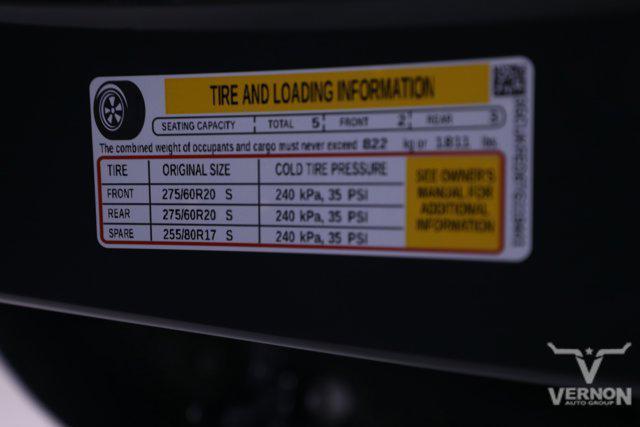 TIRE AND LOADING INFORMATION
SEATING CAPACITY TOTAL 5 FRONT 2 REAR 3
The combined weight of occupants and cargo must never exceed 822 kg or 1811 lbs.
TIRE ORIGINAL SIZE COLD TIRE PRESSURE
FRONT 275/60R20 S 240 kPa, 35 PSI
REAR 275/60R20 S 240 kPa, 35 PSI
SPARE 255/80R17 S 240 kPa, 35 PSI
SEE OWNER'S
MANUAL FOR
ADDITIONAL
INFORMATION
VERNON
AUTO GROUP